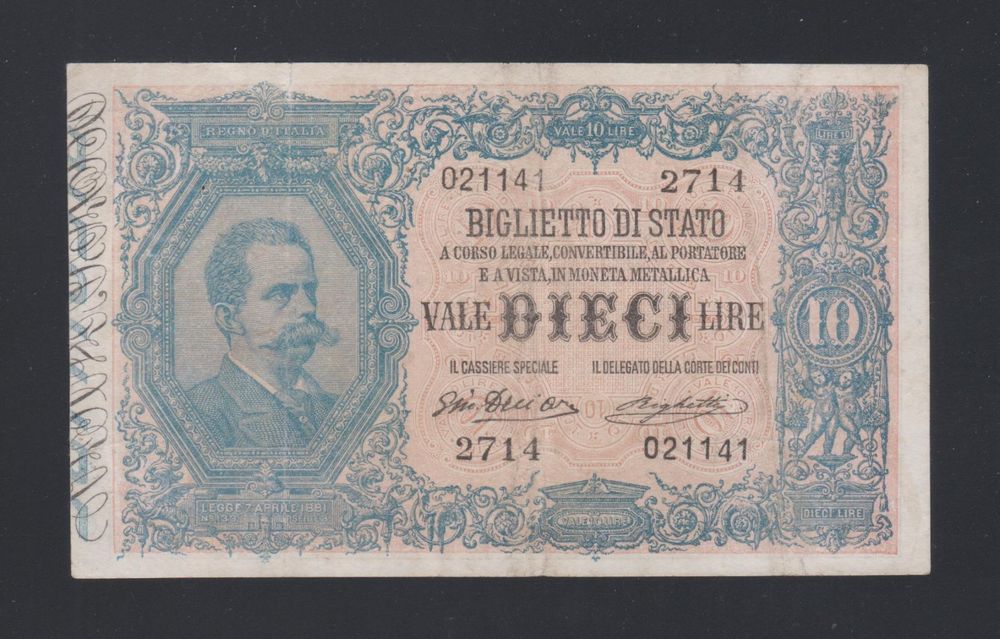 REGNO D'ITALIA
VALE 10 LIRE
LIRE 10
021141 2714
BIGLIETTO DI STATO
A CORSO LEGALE, CONVERTIBILE, AL PORTATORE
E A VISTA, IN MONETA METALLICA
VALE DIECI LIRE
10
IL CASSIERE SPECIALE IL DELEGATO DELLA CORTE DEI CONTI
Righetti
2714 021141
LEGGE 7 APRILE 1881
VALE 10 LIRE
DIECI LIRE